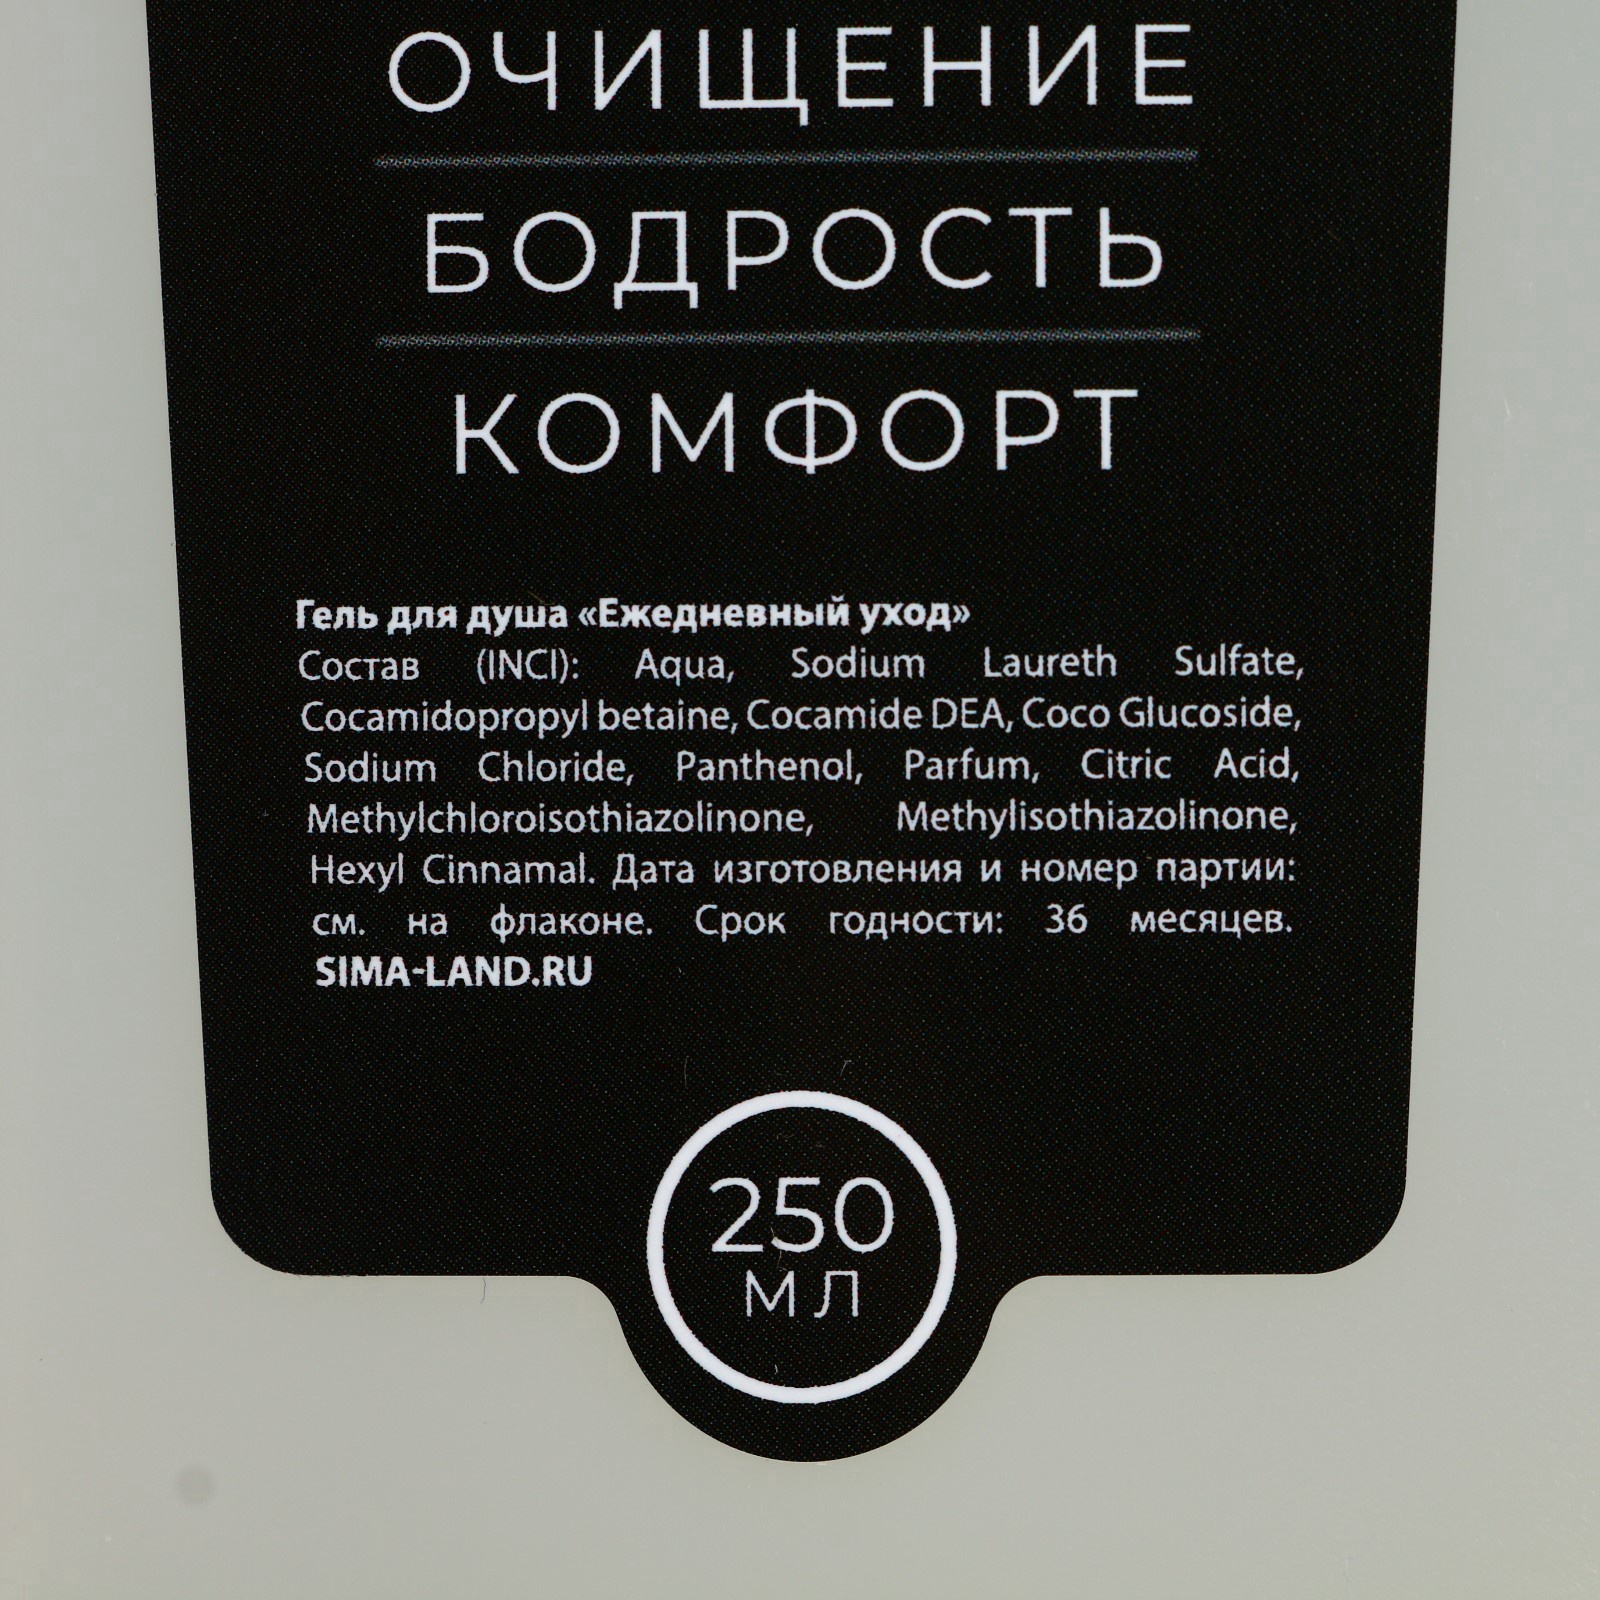 ОЧИЩЕНИЕ
БОДРОСТЬ
КОМФОРТ
Гель для душа «Ежедневный уход»
Состав (INCI): Aqua, Sodium Laureth Sulfate,
Cocamidopropyl betaine, Cocamide DEA, Coco Glucoside,
Sodium Chloride, Panthenol, Parfum, Citric Acid,
Methylchloroisothiazolinone, Methylisothiazolinone,
Hexyl Cinnamal. Дата изготовления и номер партии:
см. на флаконе. Срок годности: 36 месяцев.
SIMA-LAND.RU
250
МЛ